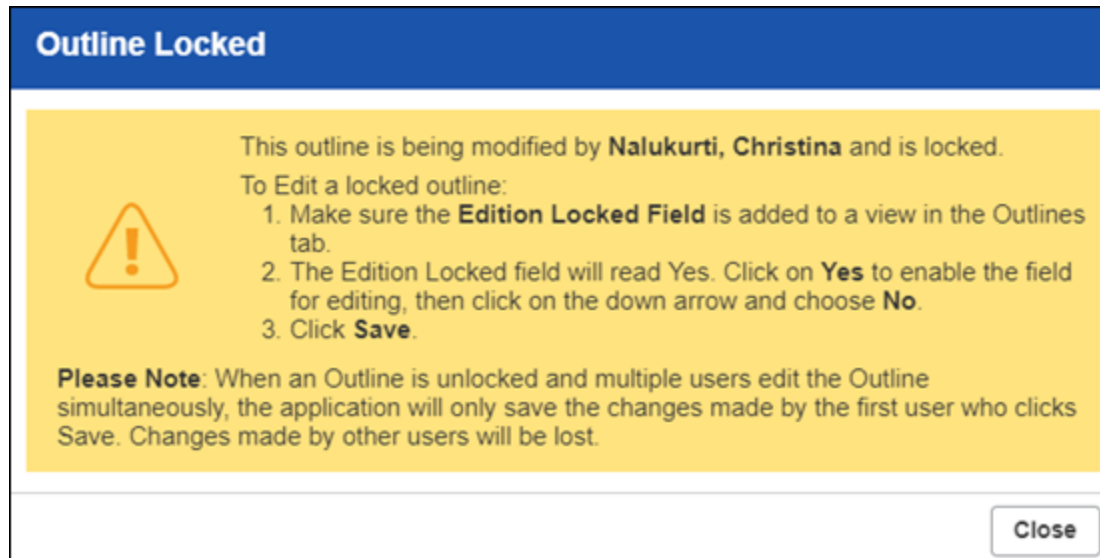 Outline Locked
This outline is being modified by Nalukurti, Christina and is locked.
To Edit a locked outline:
1. Make sure the Edition Locked Field is added to a view in the Outlines
tab.
2. The Edition Locked field will read Yes. Click on Yes to enable the field
for editing, then click on the down arrow and choose No.
3. Click Save.
Please Note: When an Outline is unlocked and multiple users edit the Outline
simultaneously, the application will only save the changes made by the first user who clicks
Save. Changes made by other users will be lost.
Close